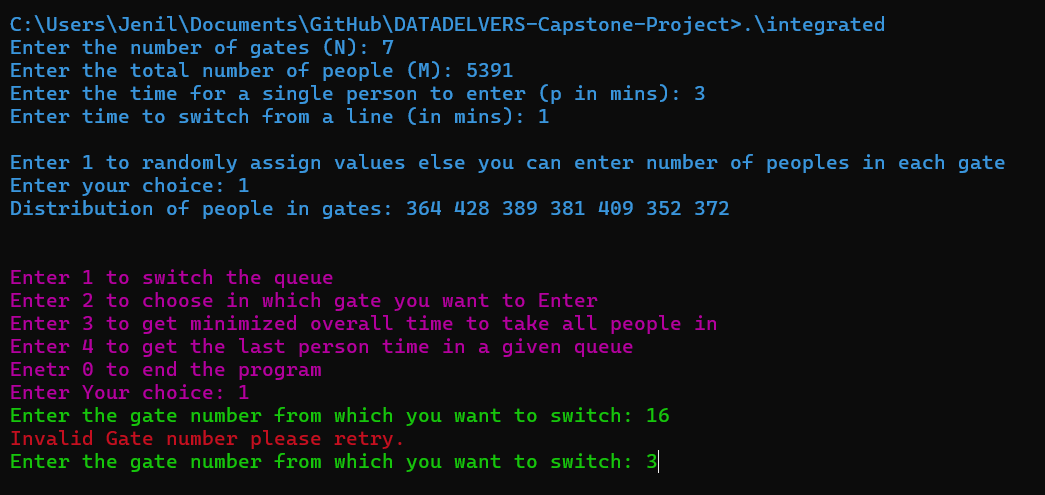 C:\Users\Jenil\Documents\GitHub\DATADELVERS-Capstone-Project>.\integrated
Enter the number of gates (N): 7
Enter the total number of people (M): 5391
Enter the time for a single person to enter (p in mins): 3
Enter time to switch from a line (in mins): 1
Enter 1 to randomly assign values else you can enter number of peoples in each gate
Enter your choice: 1
Distribution of people in gates: 364 428 389 381 409 352 372
Enter 1 to switch the queue
Enter 2 to choose in which gate you want to Enter
Enter 3 to get minimized overall time to take all people in
Enter 4 to get the last person time in a given queue
Enetr 0 to end the program
Enter Your choice: 1
Enter the gate number from which you want to switch: 16
Invalid Gate number please retry.
Enter the gate number from which you want to switch: 3